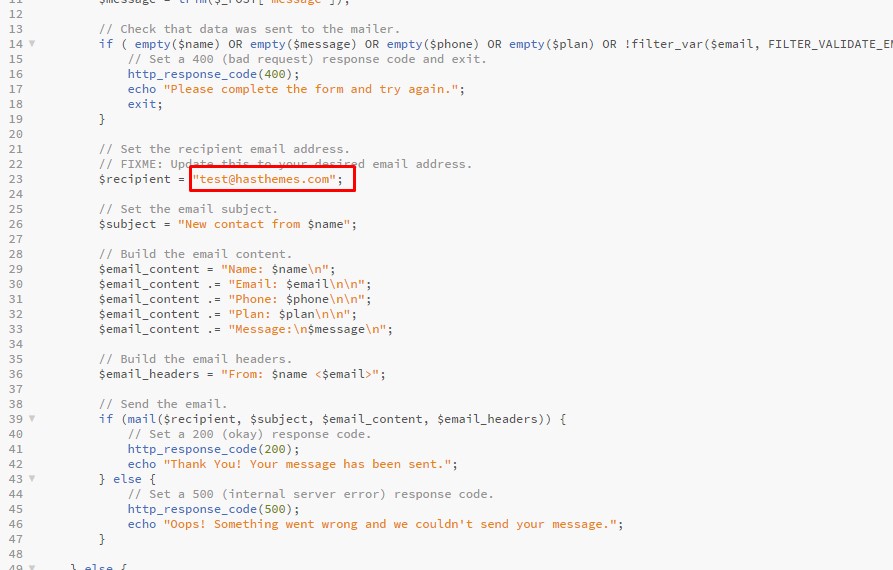 11 $message = trim($_POST["message"]);
12
13 // Check that data was sent to the mailer.
14 if ( empty($name) OR empty($message) OR empty($phone) OR empty($plan) OR !filter_var($email, FILTER_VALIDATE_EM
15 // Set a 400 (bad request) response code and exit.
16 http_response_code(400);
17 echo "Please complete the form and try again.";
18 exit;
19 }
20
21 // Set the recipient email address.
22 // FIXME: Update this to your desired email address.
23 $recipient = "test@hasthemes.com";
24
25 // Set the email subject.
26 $subject = "New contact from $name";
27
28 // Build the email content.
29 $email_content = "Name: $name\n";
30 $email_content .= "Email: $email\n\n";
31 $email_content .= "Phone: $phone\n\n";
32 $email_content .= "Plan: $plan\n\n";
33 $email_content .= "Message:\n$message\n";
34
35 // Build the email headers.
36 $email_headers = "From: $name <$email>";
37
38 // Send the email.
39 if (mail($recipient, $subject, $email_content, $email_headers)) {
40 // Set a 200 (okay) response code.
41 http_response_code(200);
42 echo "Thank You! Your message has been sent.";
43 } else {
44 // Set a 500 (internal server error) response code.
45 http_response_code(500);
46 echo "Oops! Something went wrong and we couldn't send your message.";
47 }
48
49 } else {